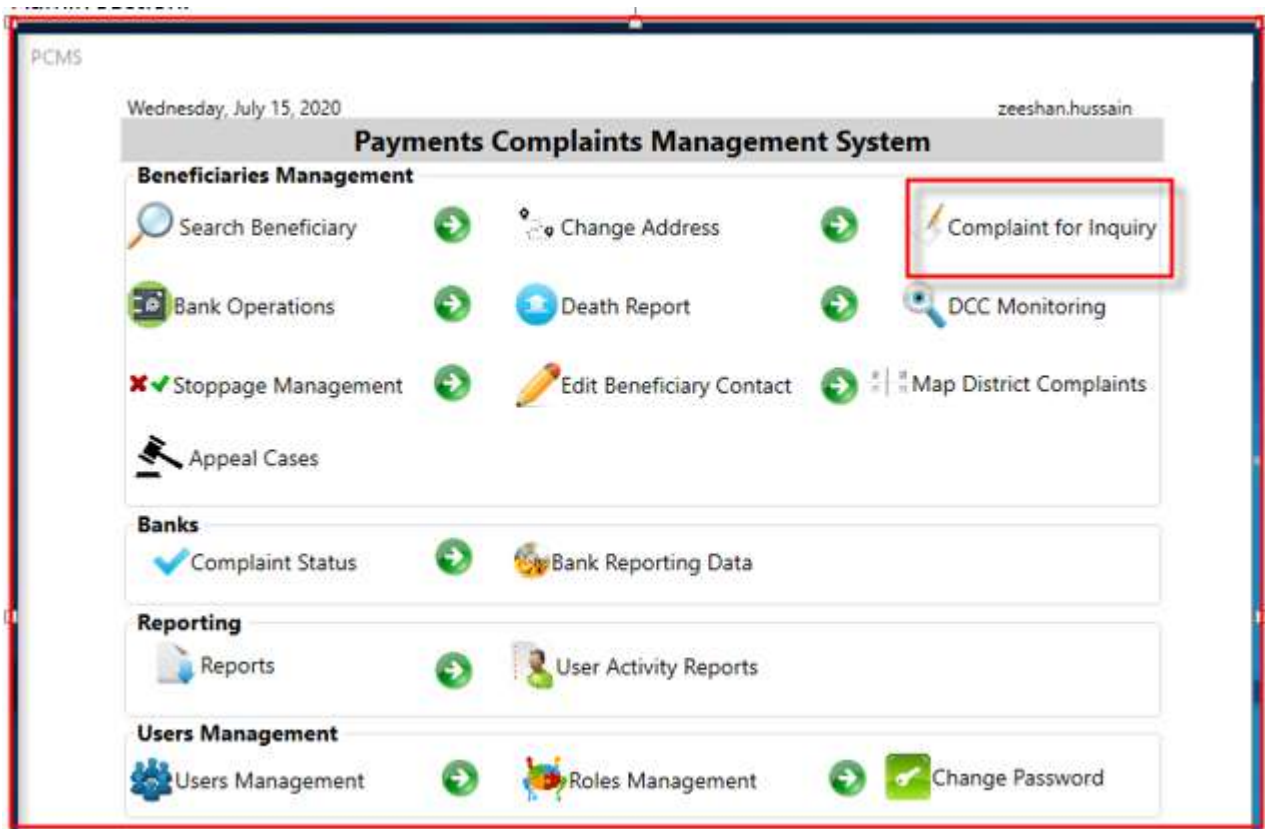 PCMS
Wednesday, July 15, 2020 zeeshan.hussain
Payments Complaints Management System
Beneficiaries Management
Search Beneficiary Change Address Complaint for Inquiry
Bank Operations Death Report DCC Monitoring
Stoppage Management Edit Beneficiary Contact Map District Complaints
Appeal Cases
Banks
Complaint Status Bank Reporting Data
Reporting
Reports User Activity Reports
Users Management
Users Management Roles Management Change Password